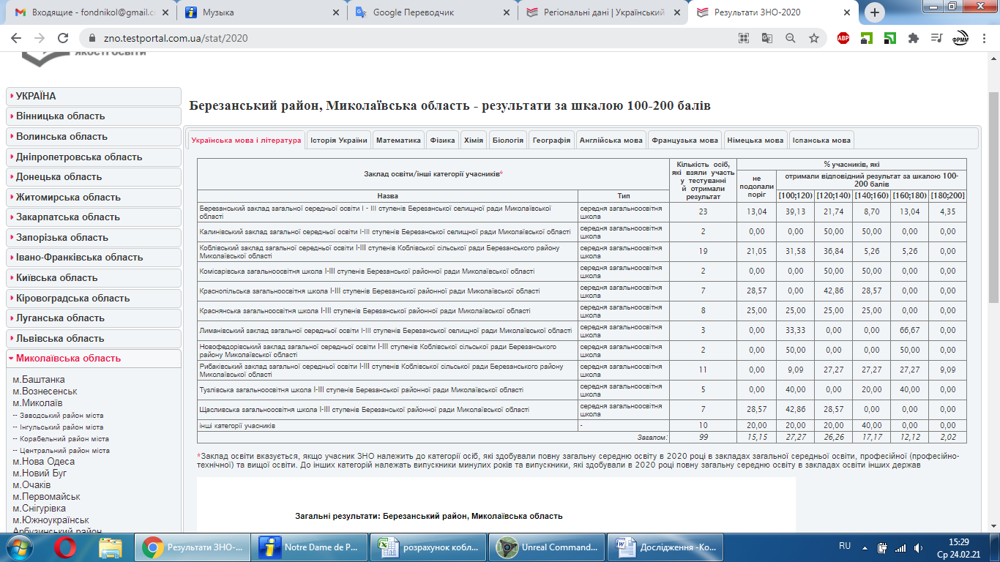 Входящие - fondnikol@gmail.c
Музыка
Google Переводчик
Регіональні дані | Український
Результати ЗНО-2020
zno.testportal.com.ua/stat/2020
ABP
ФРММ
ЯКОСТІ ОСВІТИ
УКРАЇНА
Вінницька область
Волинська область
Дніпропетровська область
Донецька область
Житомирська область
Закарпатська область
Запорізька область
Івано-Франківська область
Київська область
Кіровоградська область
Луганська область
Львівська область
Миколаївська область
м.Баштанка
м.Вознесенськ
м.Миколаїв
-- Заводський район міста
-- Інгульський район міста
-- Корабельний район міста
-- Центральний район міста
м.Нова Одеса
м.Новий Буг
м.Очаків
м.Первомайськ
м.Снігурівка
м.Южноукраїнськ
Арбузинський район
Березанський район, Миколаївська область - результати за шкалою 100-200 балів
Українська мова і література Історія України Математика Фізика Хімія Біологія Географія Англійська мова Французька мова Німецька мова Іспанська мова
Заклад освіти/інші категорії учасників*
Назва Тип
Кількість осіб,
які взяли участь
у тестуванні
й отримали
результат
% учасників, які
не
подолали
поріг
отримали відповідний результат за шкалою 100-
200 балів
[100;120) [120;140) [140;160) [160;180) [180;200]
Березанський заклад загальної середньої освіти І - ІІІ ступенів Березанської селищної ради Миколаївської
області
середня загальноосвітня
школа
23 13,04 39,13 21,74 8,70 13,04 4,35
Калинівський заклад загальної середньої освіти І-ІІІ ступенів Березанської селищної ради Миколаївської області
середня загальноосвітня
школа
2 0,00 0,00 50,00 50,00 0,00 0,00
Коблівський заклад загальної середньої освіти І-ІІІ ступенів Коблівської сільської ради Березанського району
Миколаївської області
середня загальноосвітня
школа
19 21,05 31,58 36,84 5,26 5,26 0,00
Комісарівська загальноосвітня школа І-ІІІ ступенів Березанської районної ради Миколаївської області
середня загальноосвітня
школа
2 0,00 0,00 50,00 50,00 0,00 0,00
Краснопільська загальноосвітня школа І-ІІІ ступенів Березанської районної ради Миколаївської області
середня загальноосвітня
школа
7 28,57 0,00 42,86 28,57 0,00 0,00
Краснянська загальноосвітня школа І-ІІІ ступенів Березанської районної ради Миколаївської області
середня загальноосвітня
школа
8 25,00 25,00 25,00 25,00 0,00 0,00
Лиманівський заклад загальної середньої освіти І-ІІІ ступенів Березанської селищної ради Миколаївської області
середня загальноосвітня
школа
3 0,00 33,33 0,00 0,00 66,67 0,00
Новофедорівський заклад загальної середньої освіти І-ІІІ ступенів Коблівської сільської ради Березанського
району Миколаївської області
середня загальноосвітня
школа
2 0,00 50,00 0,00 0,00 50,00 0,00
Рибаківський заклад загальної середньої освіти І-ІІІ ступенів Коблівської сільської ради Березанського району
Миколаївської області
середня загальноосвітня
школа
11 0,00 9,09 27,27 27,27 27,27 9,09
Тузлівська загальноосвітня школа І-ІІІ ступенів Березанської районної ради Миколаївської області
середня загальноосвітня
школа
5 0,00 40,00 0,00 20,00 40,00 0,00
Щасливська загальноосвітня школа І-ІІІ ступенів Березанської районної ради Миколаївської області
середня загальноосвітня
школа
7 28,57 42,86 28,57 0,00 0,00 0,00
інші категорії учасників - 10 20,00 20,00 20,00 40,00 0,00 0,00
Загалом: 99 15,15 27,27 26,26 17,17 12,12 2,02
*Заклад освіти вказується, якщо учасник ЗНО належить до категорії осіб, які здобували повну загальну середню освіту в 2020 році в закладах загальної середньої освіти, професійної (професійно-
технічної) та вищої освіти. До інших категорій належать випускники минулих років та випускники, які здобували в 2020 році повну загальну середню освіту в закладах освіти інших держав
Загальні результати: Березанський район, Миколаївська область
Результати ЗНО-...
Notre Dame de P...
розрахунок кобл...
Unreal Comman...
Дослідження -Ко...
RU
15:29
Ср 24.02.21